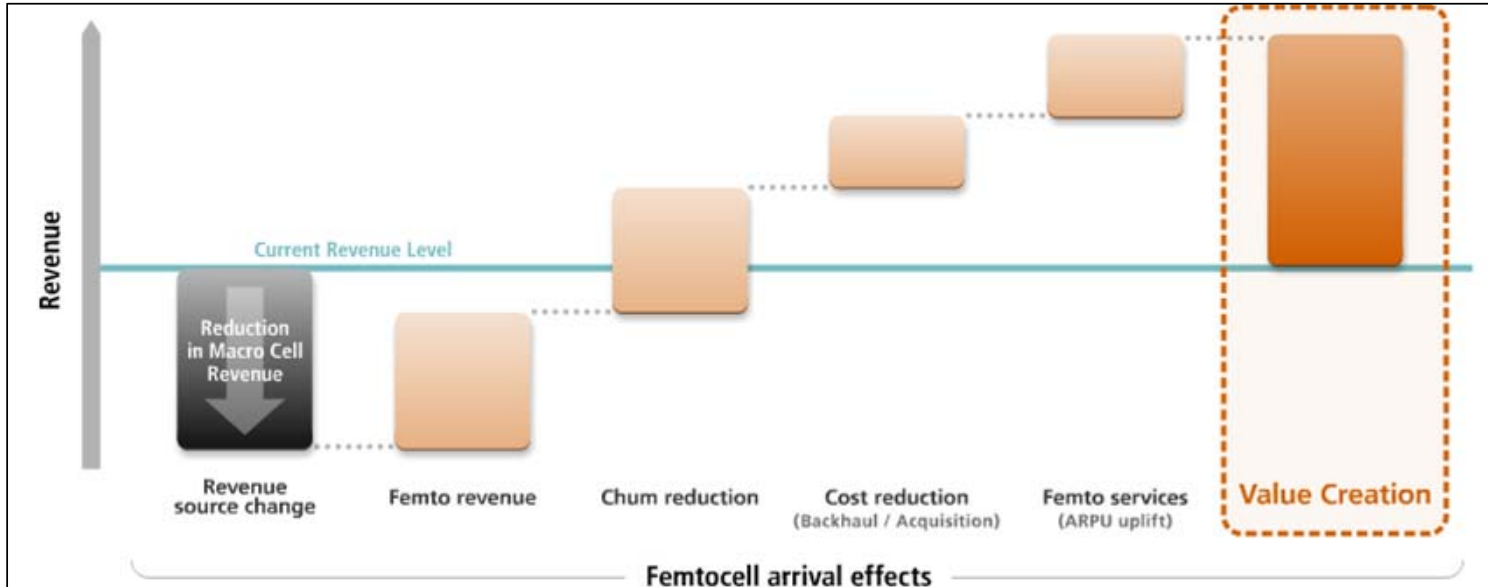 Revenue
Current Revenue Level
Reduction
in Macro Cell
Revenue
Revenue
source change
Femto revenue
Chum reduction
Cost reduction
(Backhaul / Acquisition)
Femto services
(ARPU uplift)
Value Creation
Femtocell arrival effects